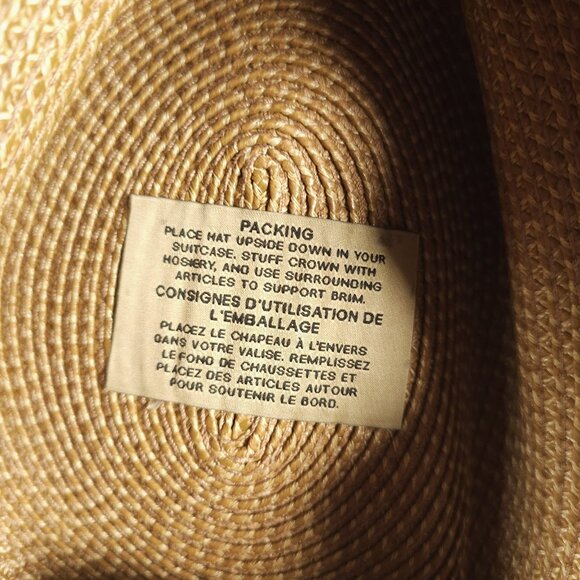 PACKING
PLACE HAT UPSIDE DOWN IN YOUR
SUITCASE. STUFF CROWN WITH
HOSIERY, AND USE SURROUNDING
ARTICLES TO SUPPORT BRIM.
CONSIGNES D'UTILISATION DE
L'EMBALLAGE
PLACEZ LE CHAPEAU À L'ENVERS
DANS VOTRE VALISE. REMPLISSEZ
LE FOND DE CHAUSSETTES ET
PLACEZ DES ARTICLES AUTOUR
POUR SOUTENIR LE BORD.